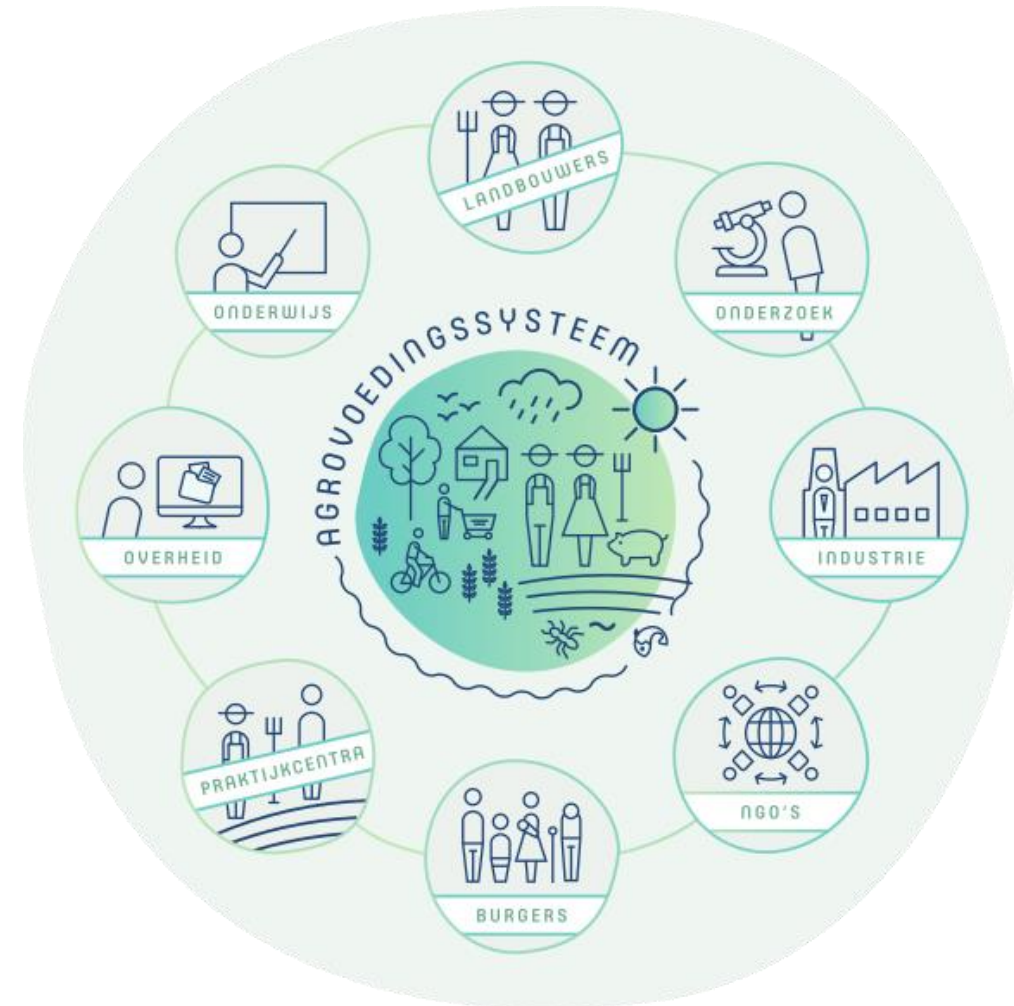 LANDBOUWERS
ONDERWIJS
ONDERZOEK
AGROVOEDINGSSYSTEEM
OVERHEID
INDUSTRIE
PRAKTIJKCENTRA
NGO'S
BURGERS